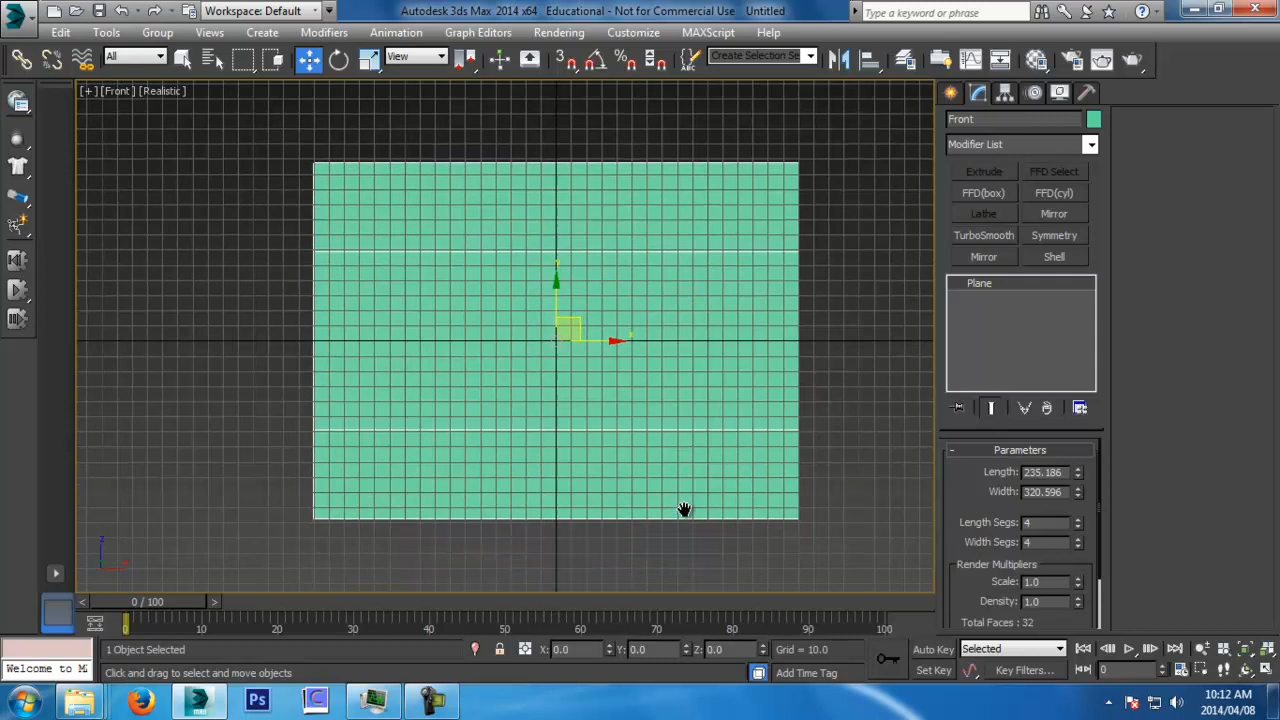 Workspace: Default
Autodesk 3ds Max 2014 x64 Educational - Not for Commercial Use Untitled
Type a keyword or phrase
Edit Tools Group Views Create Modifiers Animation Graph Editors Rendering Customize MAXScript Help
All
View
3
Create Selection Se
[+] [Front] [Realistic]
Front
Modifier List
Extrude FFD Select
FFD(box) FFD(cyl)
Lathe Mirror
TurboSmooth Symmetry
Mirror Shell
Plane
y
x
z
- Parameters
Length: 235.186
Width: 320.596
Length Segs: 4
Width Segs: 4
Render Multipliers
Scale: 1.0
Density: 1.0
Total Faces : 32
< 0 / 100 >
0 10 20 30 40 50 60 70 80 90 100
1 Object Selected
X: 0.0 Y: 0.0 Z: 0.0 Grid = 10.0
Auto Key Selected
Welcome to M
Click and drag to select and move objects
Add Time Tag
Set Key Key Filters...
0
Ps
10:12 AM
2014/04/08